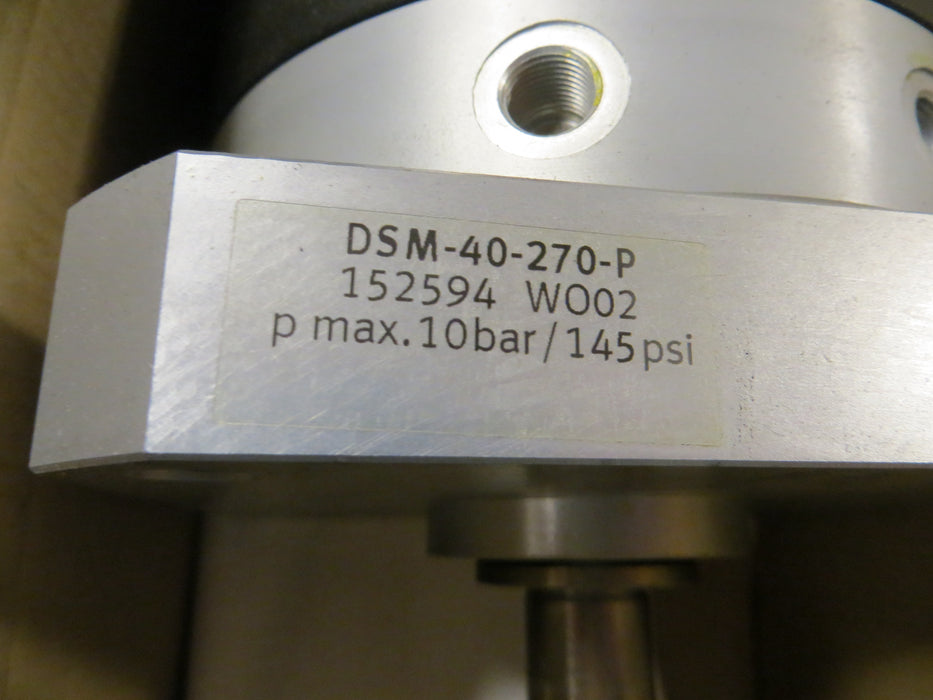 DSM-40-270-P
152594 W002
p max.10bar/145psi